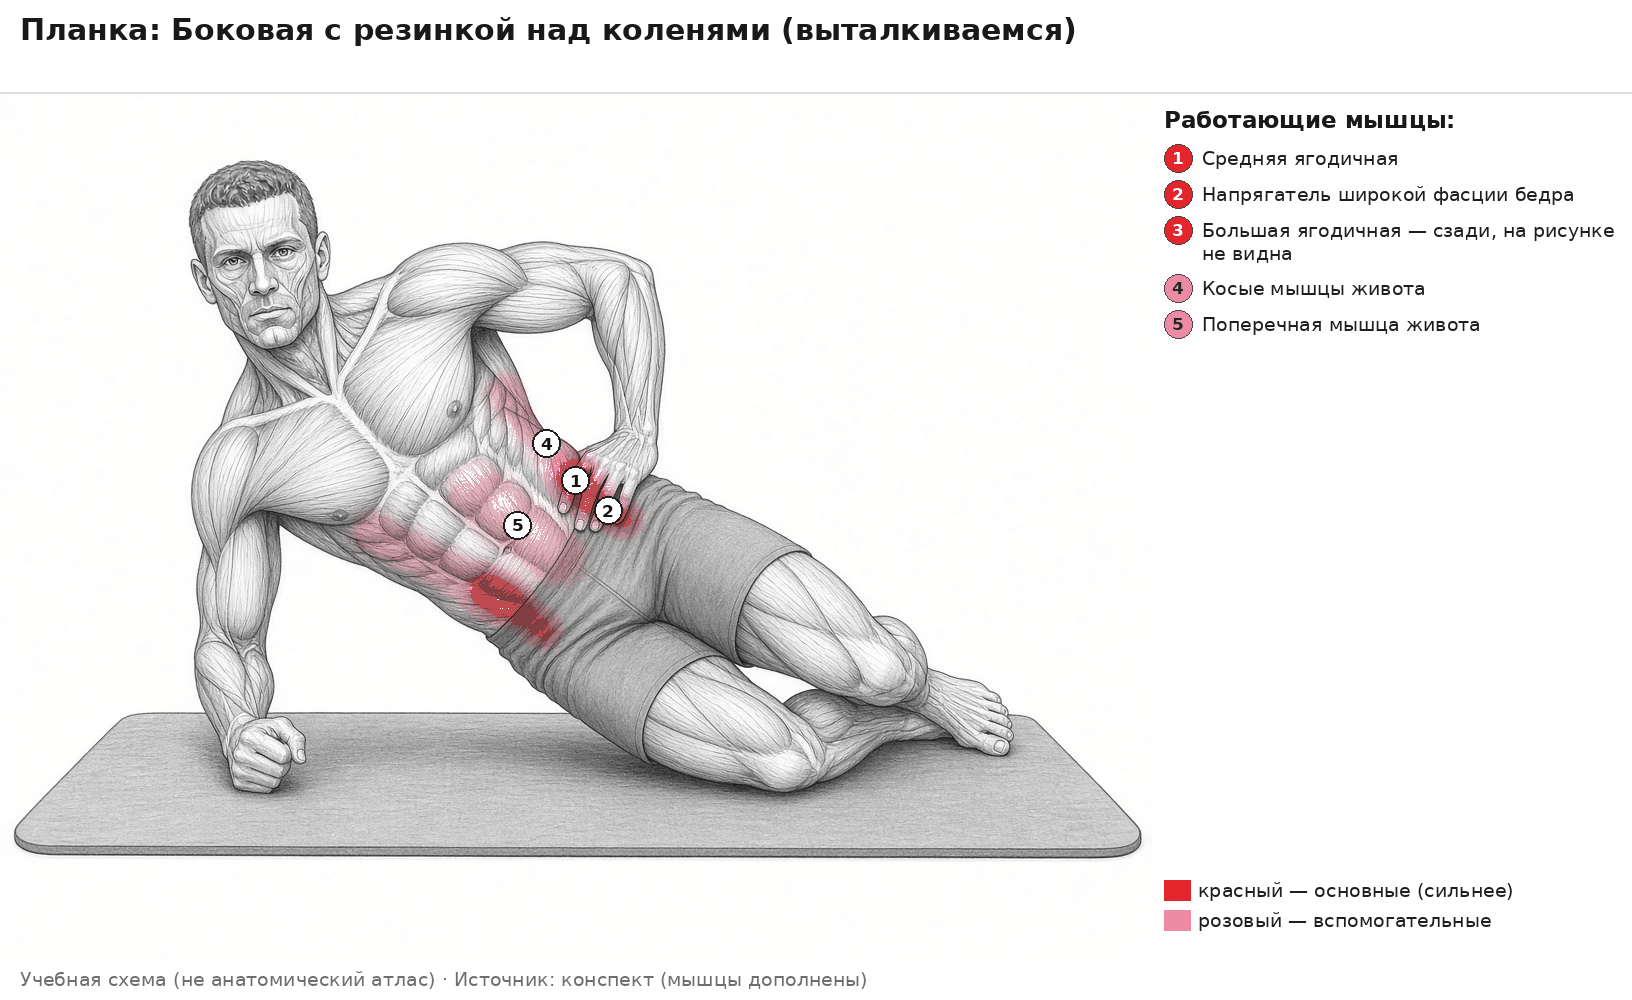 Планка: Боковая с резинкой над коленями (выталкиваемся)
Работающие мышцы:
1 Средняя ягодичная
2 Напрягатель широкой фасции бедра
3 Большая ягодичная — сзади, на рисунке
не видна
4 Косые мышцы живота
5 Поперечная мышца живота
4
1
2
5
красный — основные (сильнее)
розовый — вспомогательные
Учебная схема (не анатомический атлас) · Источник: конспект (мышцы дополнены)